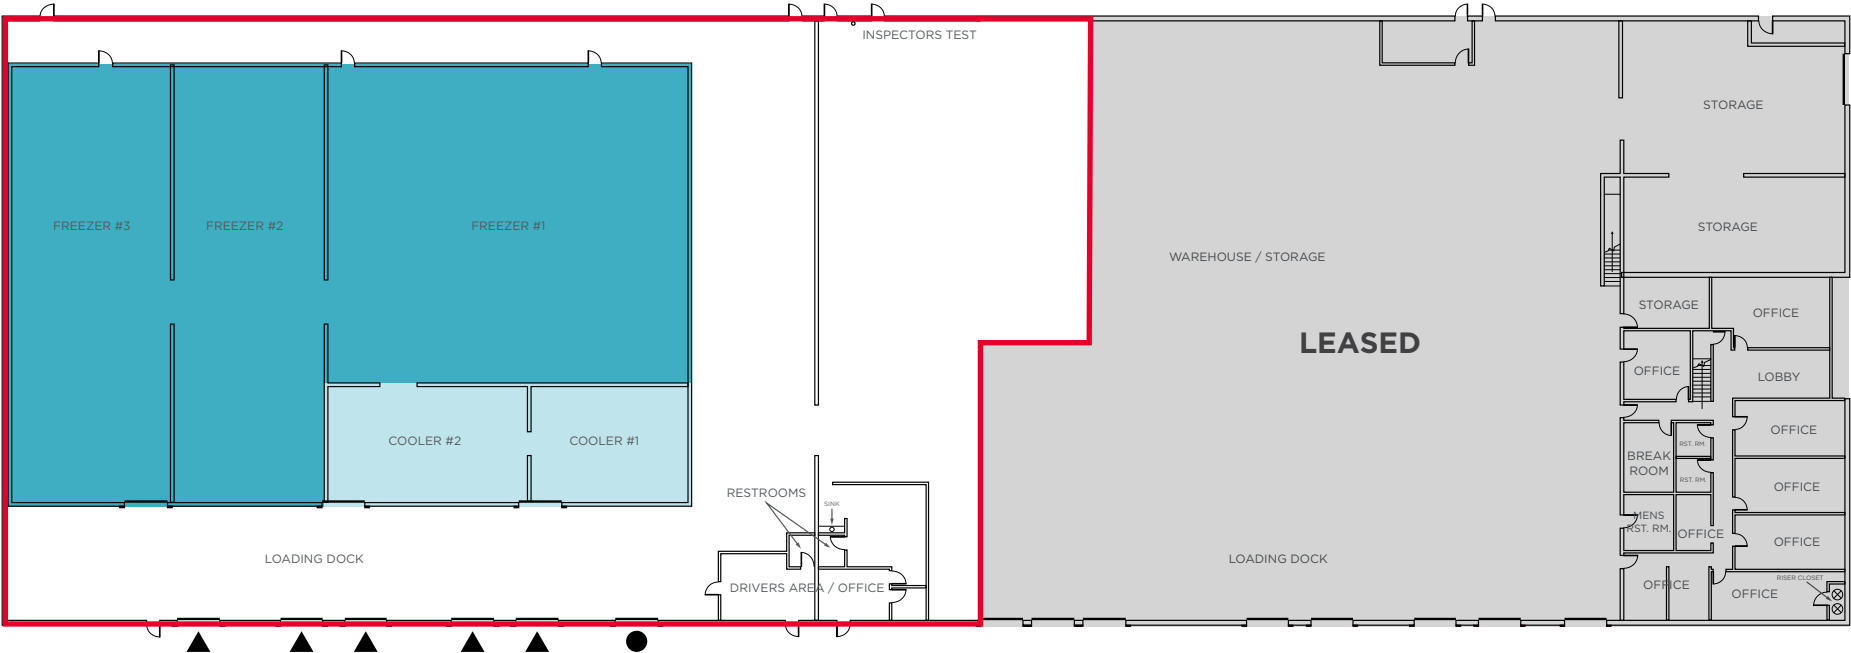 INSPECTORS TEST
STORAGE
FREEZER #3
FREEZER #2
FREEZER #1
STORAGE
WAREHOUSE / STORAGE
STORAGE
OFFICE
LEASED
OFFICE
LOBBY
COOLER #2
COOLER #1
OFFICE
RST. RM.
BREAK
ROOM
RST. RM.
OFFICE
RESTROOMS
SINK
MENS
RST. RM.
OFFICE
OFFICE
LOADING DOCK
LOADING DOCK
RISER CLOSET
DRIVERS AREA / OFFICE
OFFICE
OFFICE